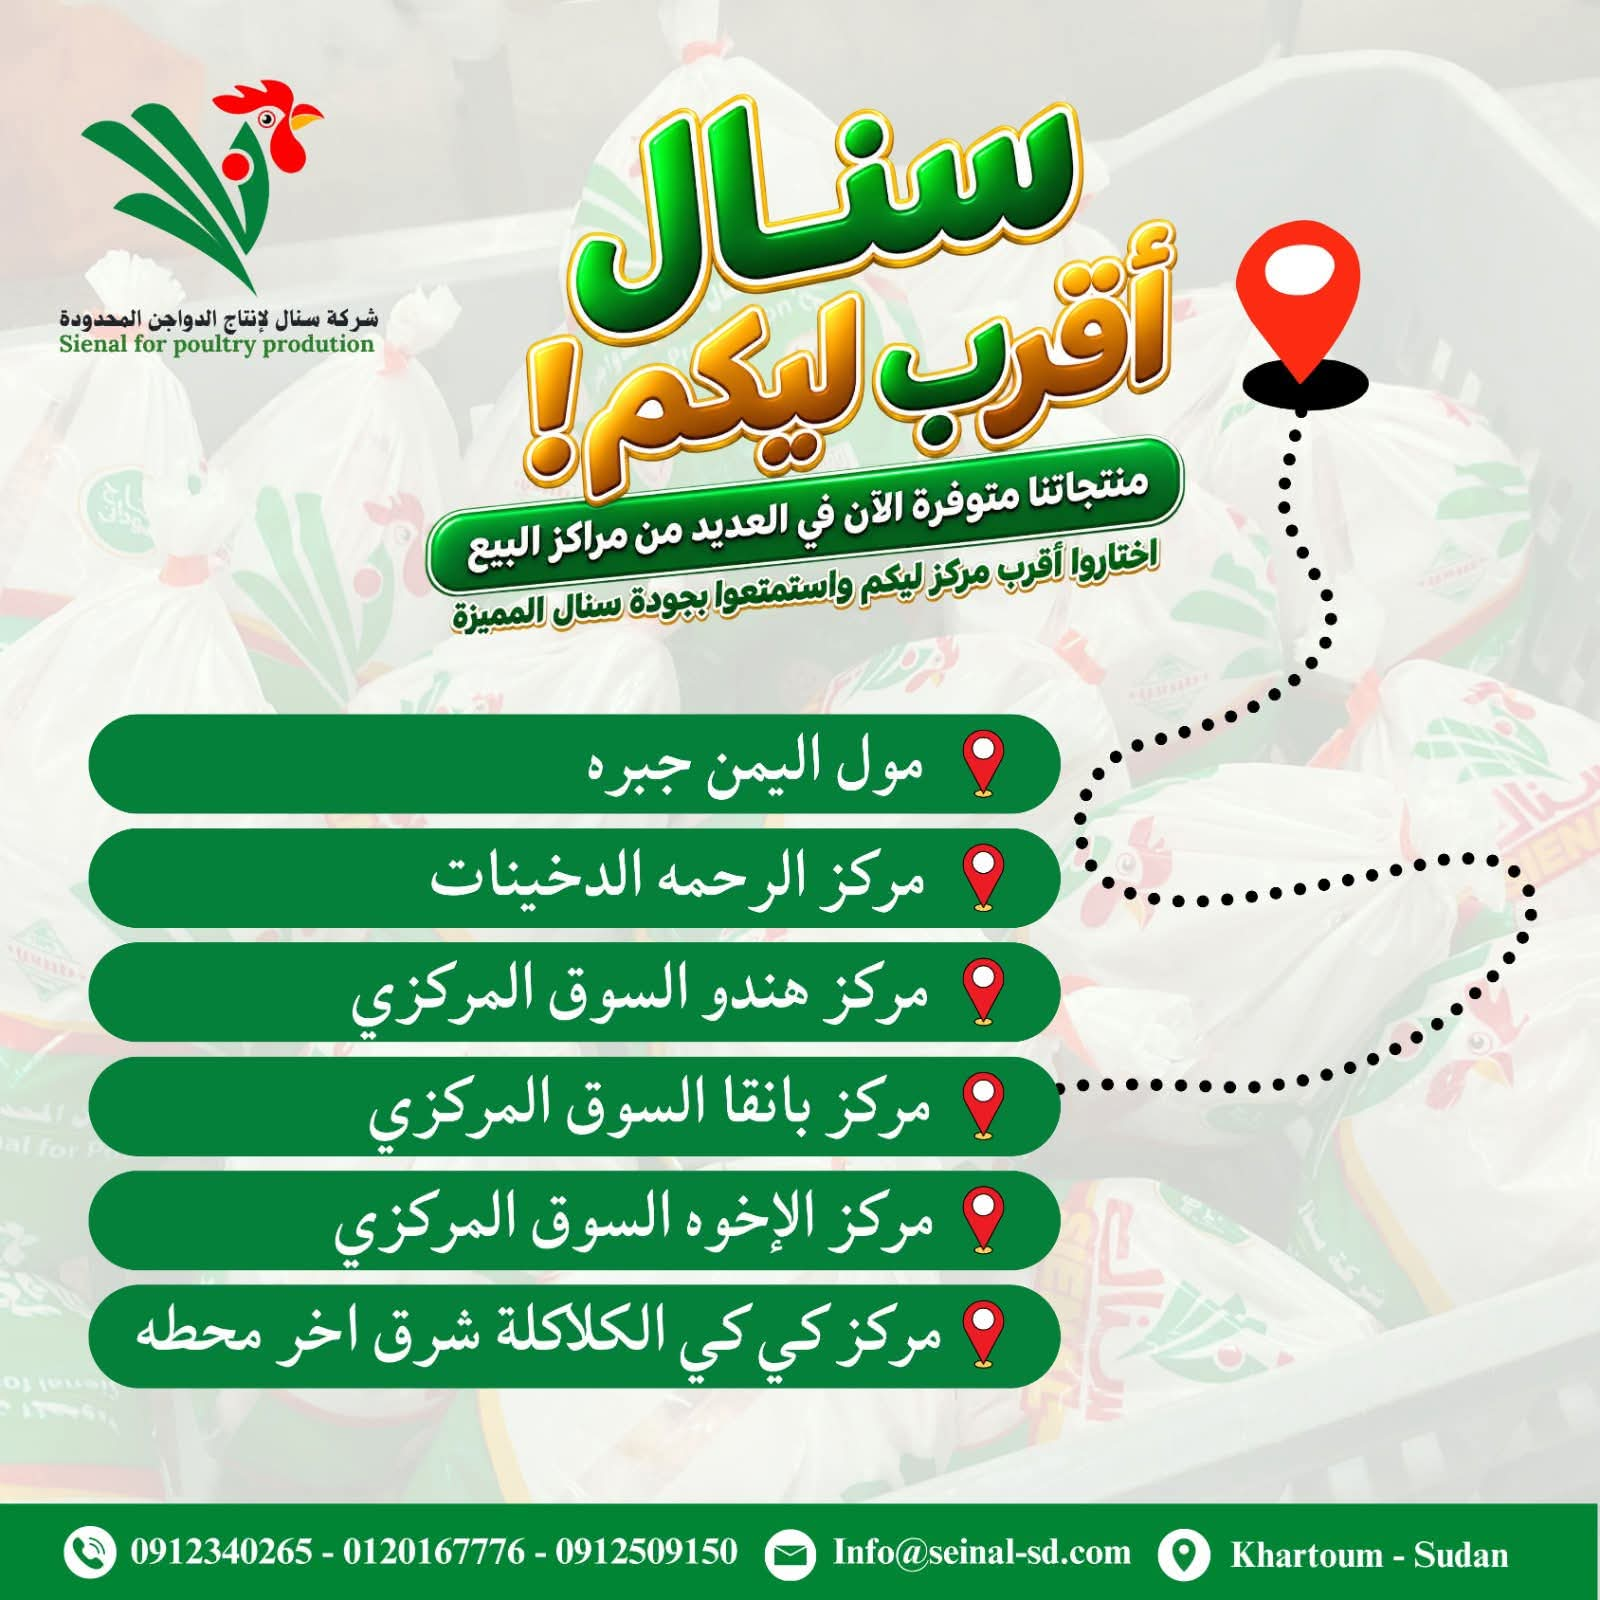 شركة سنال لإنتاج الدواجن المحدودة
Sienal for poultry prodution
سنال
أقرب ليكم!
منتجاتنا متوفرة الآن في العديد من مراكز البيع
اختاروا أقرب مركز ليكم واستمتعوا بجودة سنال المميزة
مول اليمن جبره
مركز الرحمه الدخينات
مركز هندو السوق المركزي
مركز بانقا السوق المركزي
مركز الإخوه السوق المركزي
مركز كي كي الكلاكلة شرق اخر محطه
0912340265 - 0120167776 - 0912509150
Info@seinal-sd.com
Khartoum - Sudan